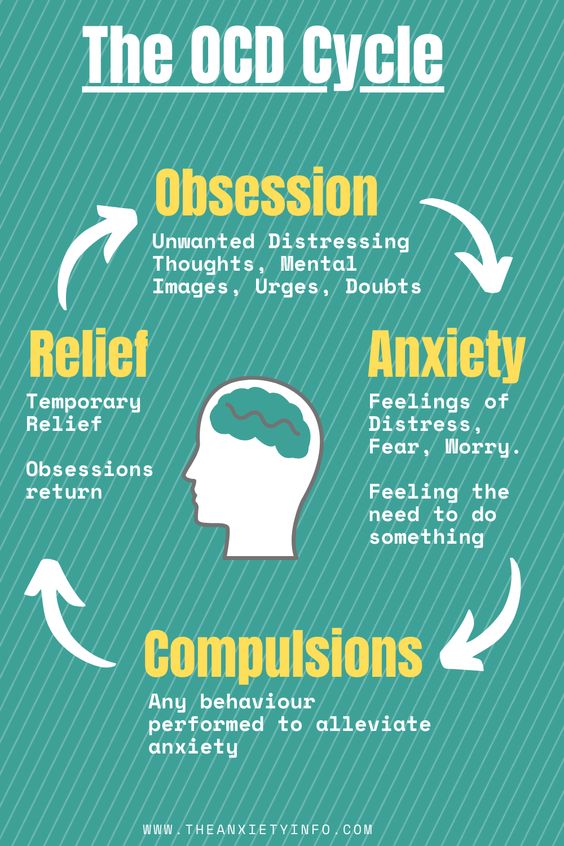 The OCD Cycle
Obsession
Unwanted Distressing
Thoughts, Mental
Images, Urges, Doubts
Relief
Temporary
Relief
Obsessions
return
Anxiety
Feelings of
Distress,
Fear, Worry.
Feeling the
need to do
something
Compulsions
Any behaviour
performed to alleviate
anxiety
WWW.THEANXIETYINFO.COM